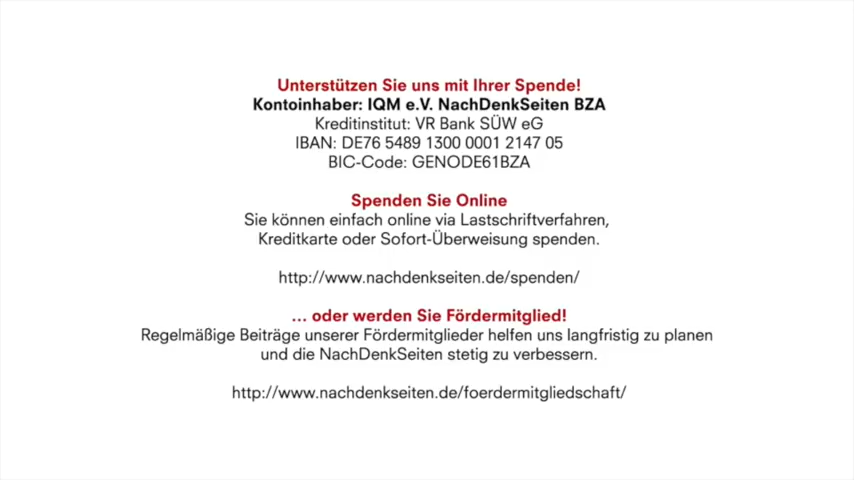 Unterstützen Sie uns mit Ihrer Spende!
Kontoinhaber: IQM e.V. NachDenkSeiten BZA
Kreditinstitut: VR Bank SÜW eG
IBAN: DE76 5489 1300 0001 2147 05
BIC-Code: GENODE61BZA
Spenden Sie Online
Sie können einfach online via Lastschriftverfahren,
Kreditkarte oder Sofort-Überweisung spenden.
http://www.nachdenkseiten.de/spenden/
... oder werden Sie Fördermitglied!
Regelmäßige Beiträge unserer Fördermitglieder helfen uns langfristig zu planen
und die NachDenkSeiten stetig zu verbessern.
http://www.nachdenkseiten.de/foerdermitgliedschaft/